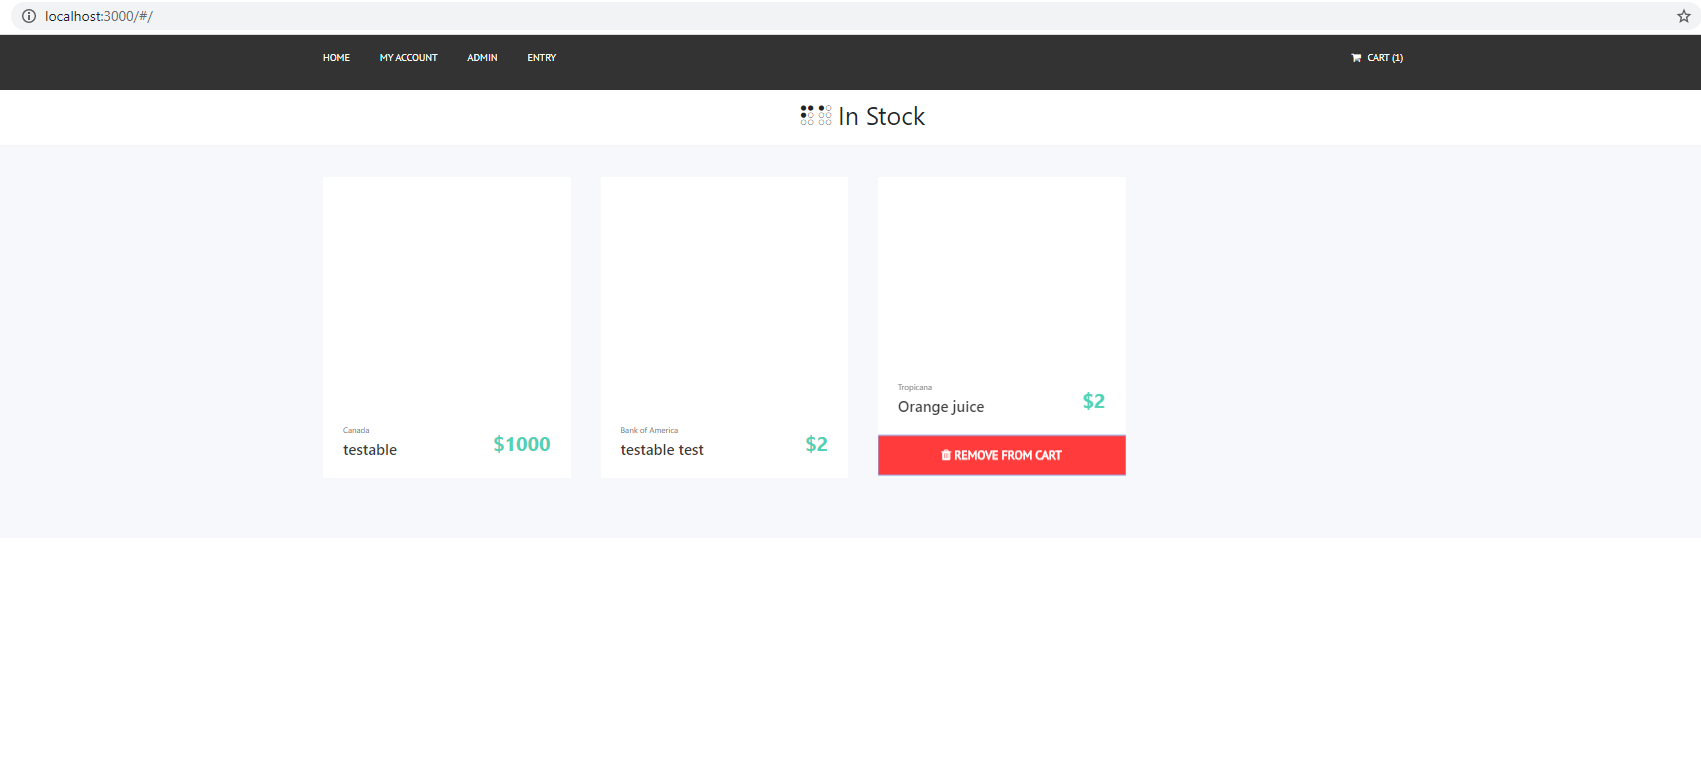 localhost:3000/#/
HOME MY ACCOUNT ADMIN ENTRY CART (1)
In Stock
Canada
testable $1000
Bank of America
testable test $2
Tropicana
Orange juice $2
REMOVE FROM CART